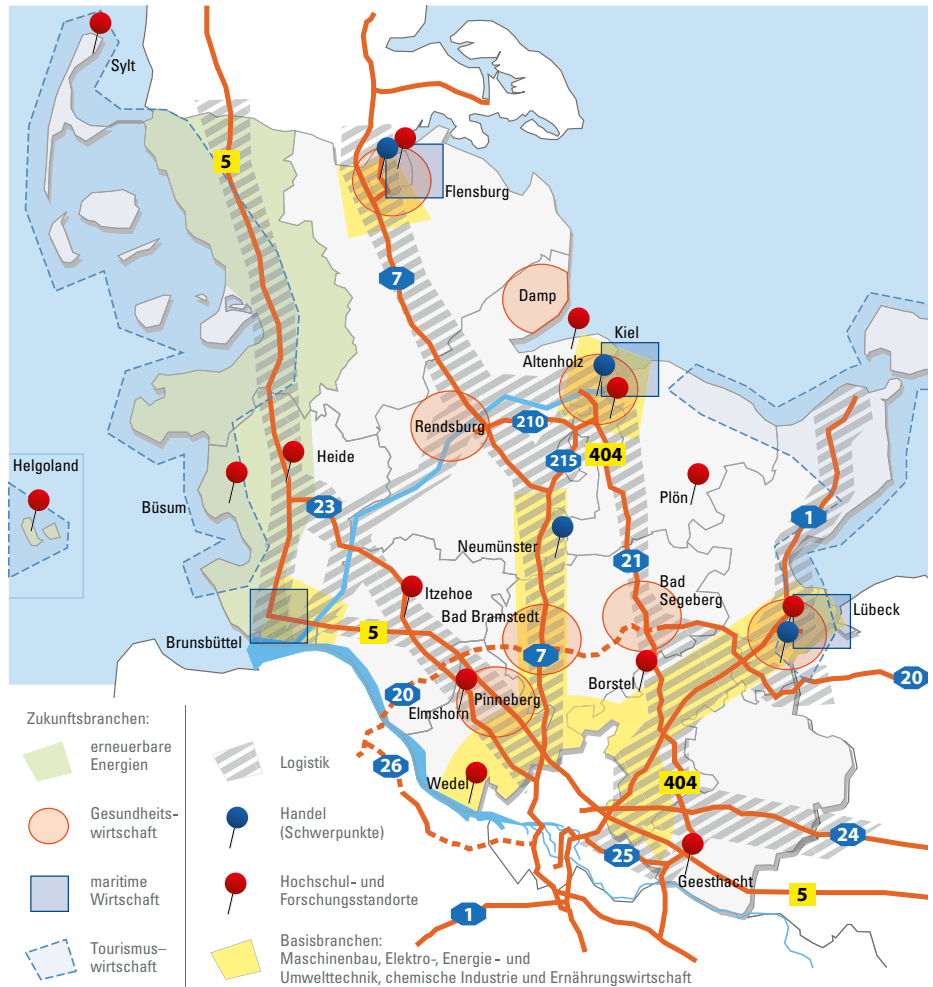 Sylt
5
Flensburg
7
Damp
Kiel
Altenholz
Rendsburg
210
215
404
Heide
Helgoland
23
Büsum
Plön
1
Neumünster
21
Itzehoe
Bad Bramstedt
Bad
Segeberg
Lübeck
5
Brunsbüttel
7
20
Borstel
20
Pinneberg
Elmshorn
26
Wedel
404
24
25
Geesthacht
5
1
Zukunftsbranchen:
erneuerbare
Energien
Gesundheits-
wirtschaft
maritime
Wirtschaft
Tourismus–
wirtschaft
Logistik
Handel
(Schwerpunkte)
Hochschul- und
Forschungsstandorte
Basisbranchen:
Maschinenbau, Elektro-, Energie - und
Umwelttechnik, chemische Industrie und Ernährungswirtschaft